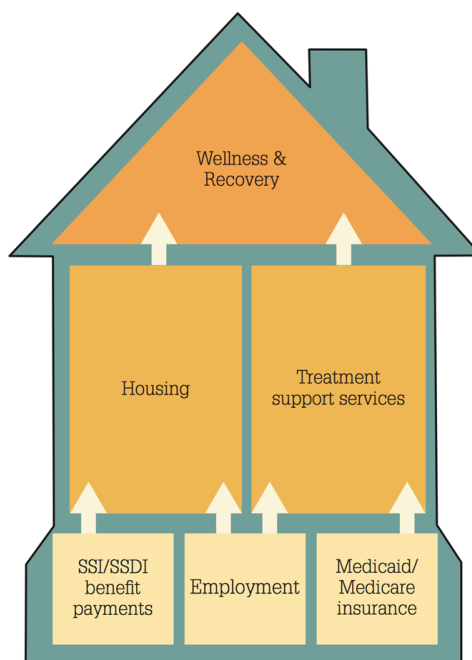 Wellness &
Recovery
Housing
Treatment
support services
SSI/SSDI
benefit
payments
Employment
Medicaid/
Medicare
insurance